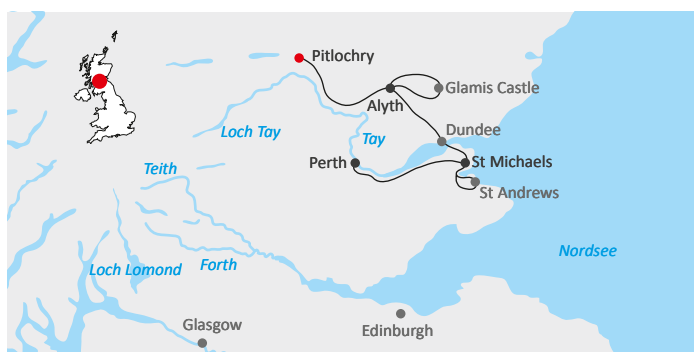 Pitlochry
Glamis Castle
Alyth
Loch Tay
Dundee
Tay
Perth
St Michaels
Teith
St Andrews
Nordsee
Loch Lomond
Forth
Glasgow
Edinburgh